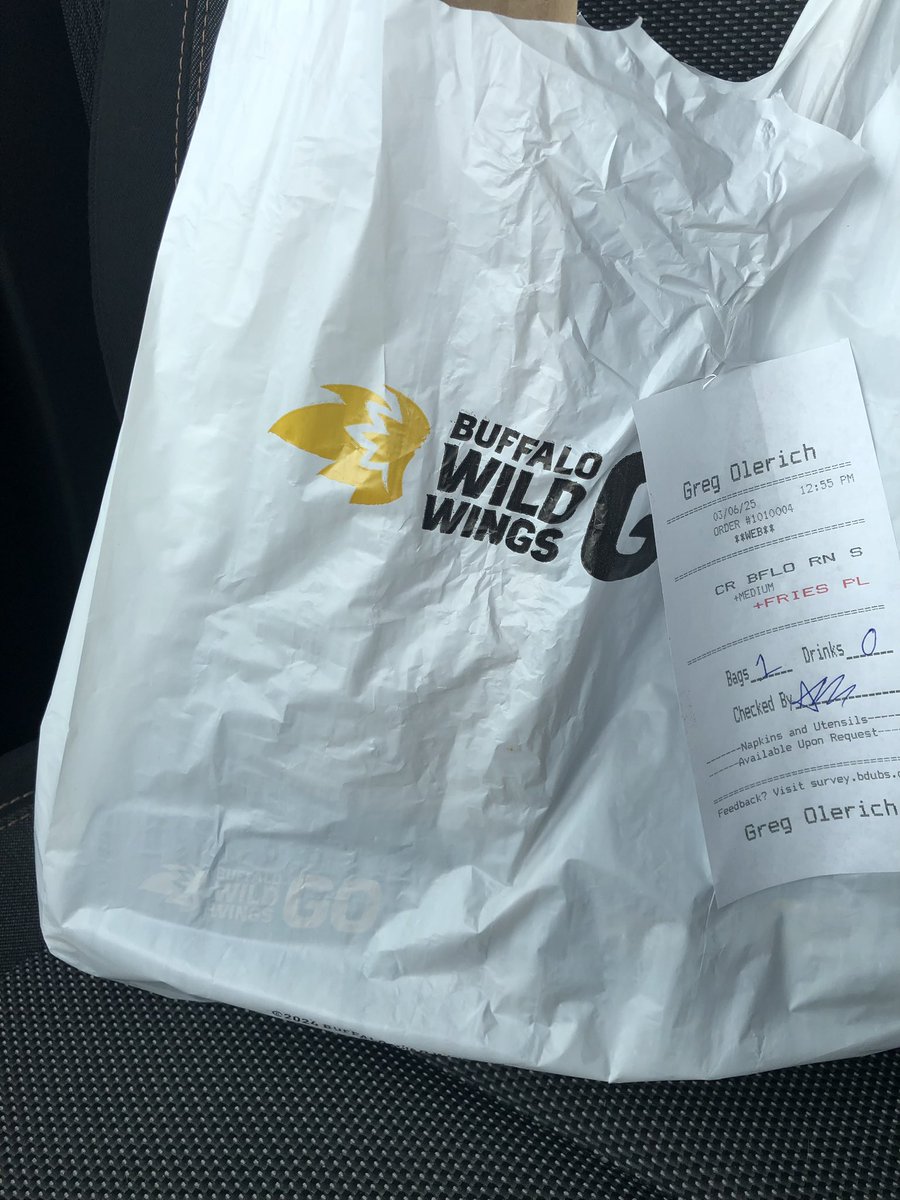 BUFFALO
WILD
WINGS
G
Greg Olerich
03/06/25 12:55 PM
ORDER #1010004
**WEB**
CR BFLO RN S
+MEDIUM
+FRIES PL
Bags 1 Drinks 0
Checked By
Napkins and Utensils
Available Upon Request
Feedback? Visit survey.bdubs.
Greg Olerich
BUFFALO
WILD
WINGS
GO
©2024 BUFFALO